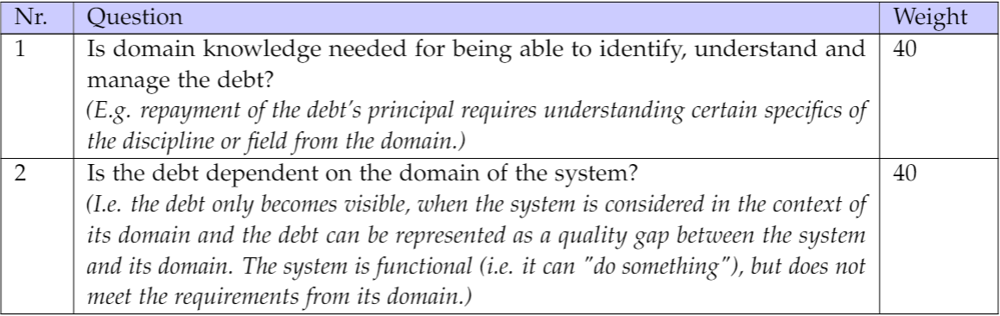 Nr. Question Weight
1 Is domain knowledge needed for being able to identify, understand and 40
manage the debt?
(E.g. repayment of the debt's principal requires understanding certain specifics of
the discipline or field from the domain.)
2 Is the debt dependent on the domain of the system? 40
(I.e. the debt only becomes visible, when the system is considered in the context of
its domain and the debt can be represented as a quality gap between the system
and its domain. The system is functional (i.e. it can "do something"), but does not
meet the requirements from its domain.)